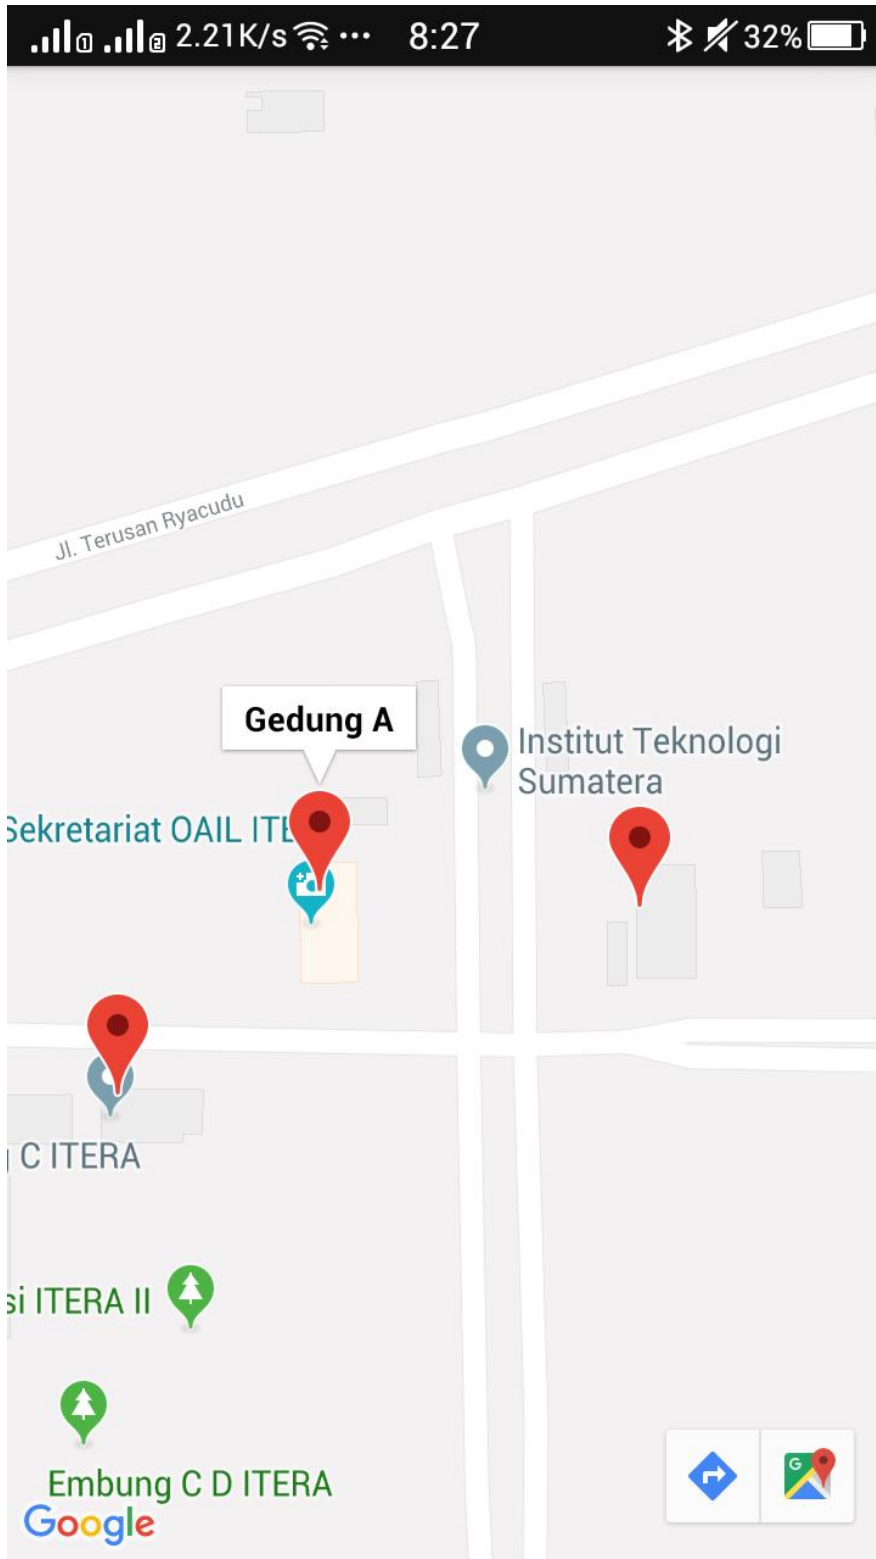 2.21K/s ... 8:27 32%
Jl. Terusan Ryacudu
Gedung A
Institut Teknologi
Sumatera
Sekretariat OAIL ITE
C ITERA
si ITERA II
Embung C D ITERA
Google